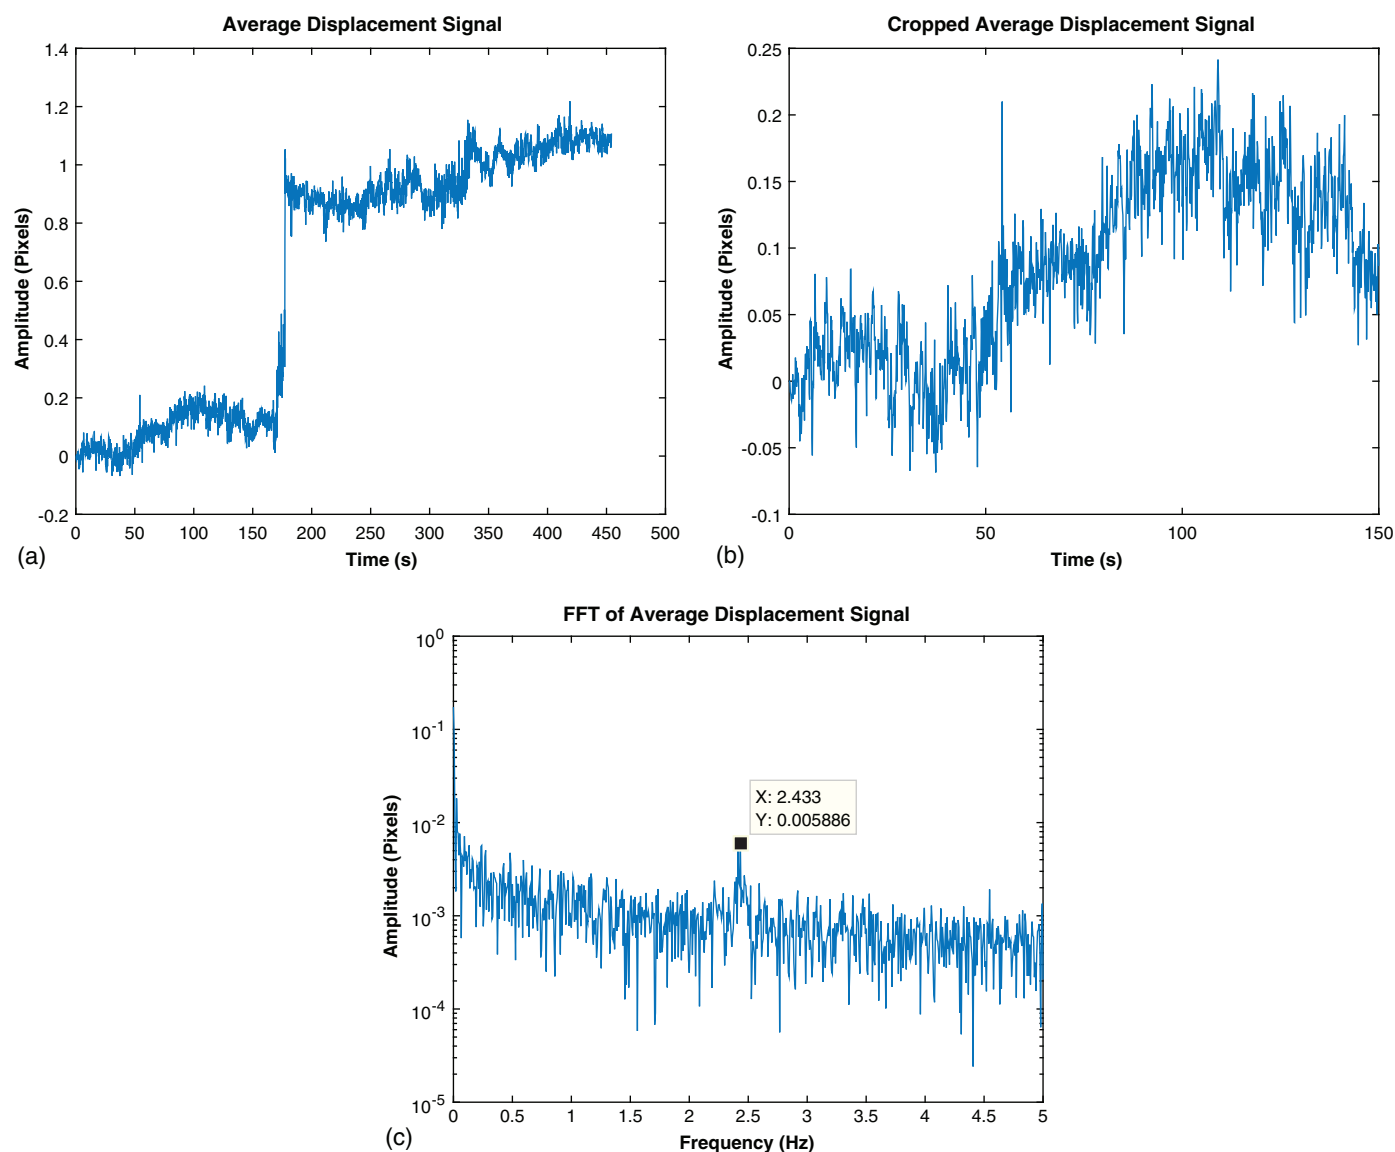 Average Displacement Signal
1.4
1.2
1
0.8
0.6
0.4
0.2
0
-0.2
Amplitude (Pixels)
0 50 100 150 200 250 300 350 400 450 500
Time (s)
(a)
Cropped Average Displacement Signal
0.25
0.2
0.15
0.1
0.05
0
-0.05
-0.1
Amplitude (Pixels)
0 50 100 150
Time (s)
(b)
FFT of Average Displacement Signal
10^0
10^-1
10^-2
10^-3
10^-4
10^-5
Amplitude (Pixels)
X: 2.433
Y: 0.005886
0 0.5 1 1.5 2 2.5 3 3.5 4 4.5 5
Frequency (Hz)
(c)